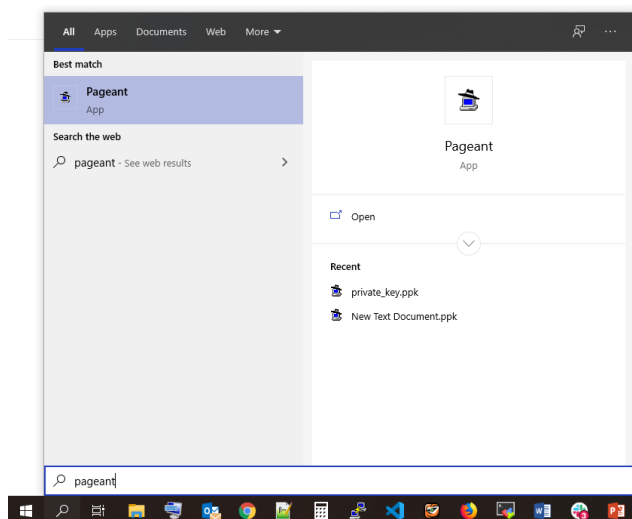 All Apps Documents Web More
Best match
Pageant
App
Search the web
pageant - See web results
Pageant
App
Open
Recent
private_key.ppk
New Text Document.ppk
pageant